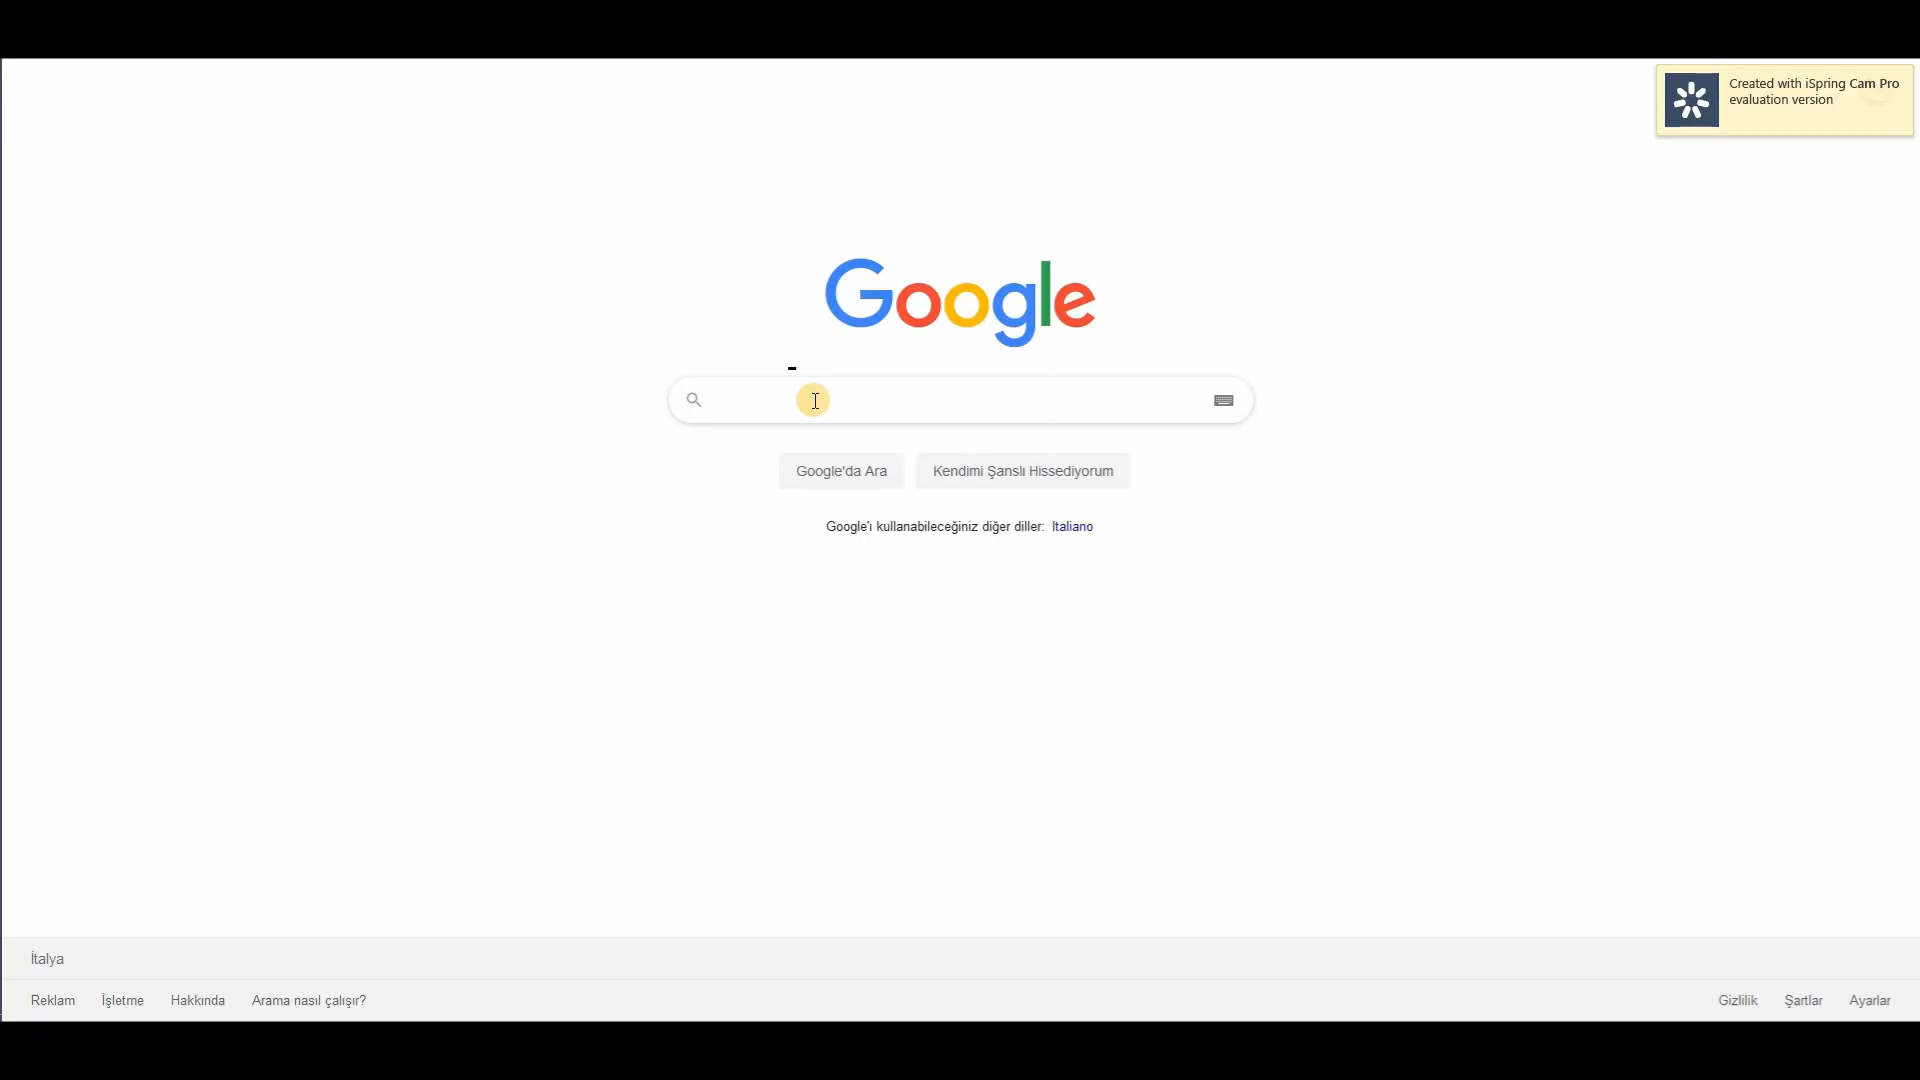 Created with iSpring Cam Pro
evaluation version
Google
Google'da Ara
Kendimi Şanslı Hissediyorum
Google'ı kullanabileceğiniz diğer diller: Italiano
İtalya
Reklam
İşletme
Hakkında
Arama nasıl çalışır?
Gizlilik
Şartlar
Ayarlar